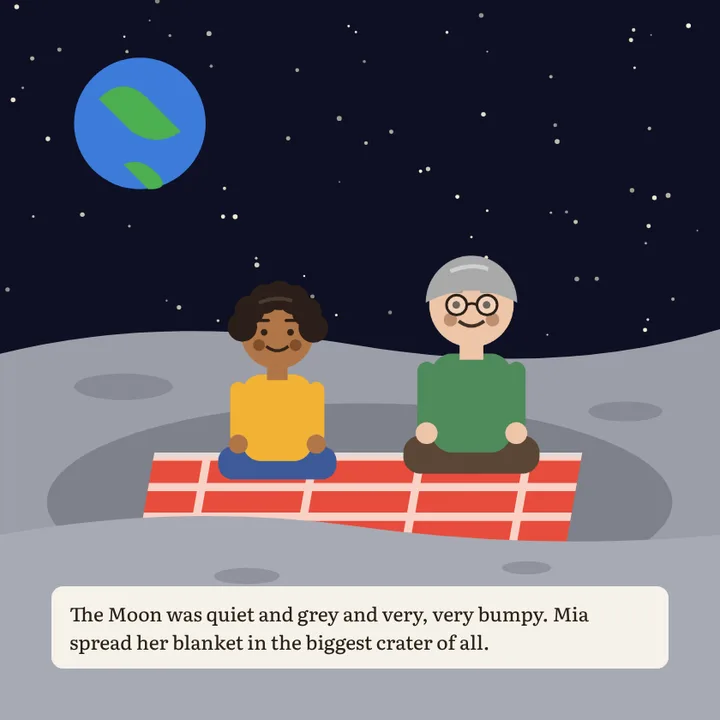 The Moon was quiet and grey and very, very bumpy. Mia
spread her blanket in the biggest crater of all.